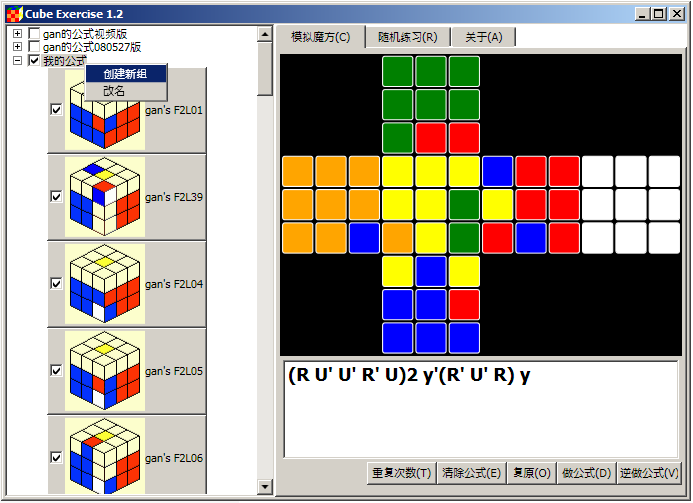 Cube Exercise 1.2
gan的公式视频版
gan的公式080527版
我的公式
创建新组
改名
gan's F2L01
gan's F2L39
gan's F2L04
gan's F2L05
gan's F2L06
模拟魔方(C) 随机练习(R) 关于(A)
(R U' U' R' U)2 y'(R' U' R) y
重复次数(T) 清除公式(E) 复原(O) 做公式(D) 逆做公式(V)